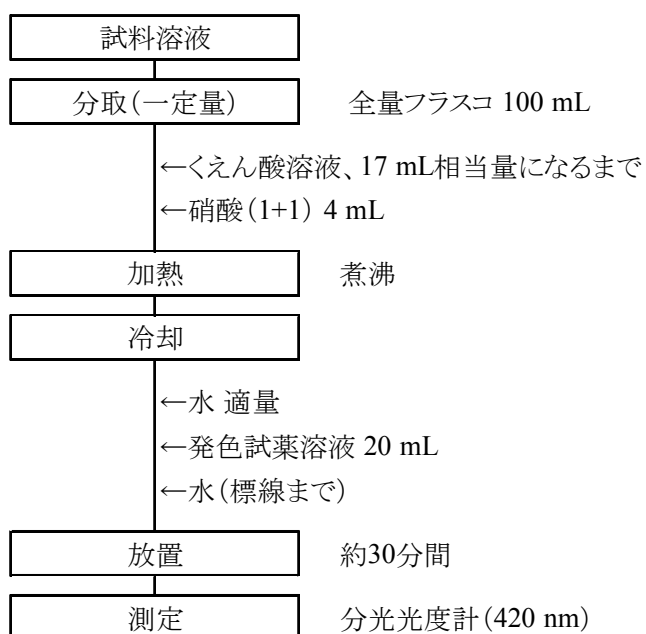 試料溶液
分取(一定量) 全量フラスコ 100 mL
←くえん酸溶液、17 mL相当量になるまで
←硝酸(1+1) 4 mL
加熱 煮沸
冷却
←水 適量
←発色試薬溶液 20 mL
←水(標線まで)
放置 約30分間
測定 分光光度計(420 nm)